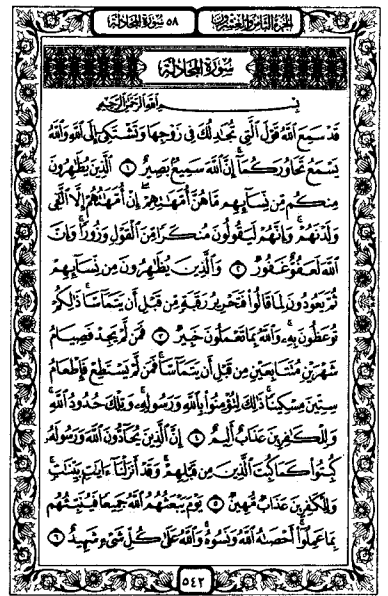 الجزء الثامن والعشرون ٥٨ سورة المجادلة
سُورَةُ المُجَادلَةِ
بِسْمِ اللَّهِ الرَّحْمَٰنِ الرَّحِيمِ
قَدْ سَمِعَ اللَّهُ قَوْلَ الَّتِي تُجَادِلُكَ فِي زَوْجِهَا وَتَشْتَكِي إِلَى اللَّهِ وَاللَّهُ
يَسْمَعُ تَحَاوُرَكُمَا إِنَّ اللَّهَ سَمِيعٌ بَصِيرٌ ١ الَّذِينَ يُظَاهِرُونَ
مِنكُم مِّن نِّسَائِهِم مَّا هُنَّ أُمَّهَاتِهِمْ إِنْ أُمَّهَاتُهُمْ إِلَّا الَّٰئِي
وَلَدْنَهُمْ وَإِنَّهُمْ لَيَقُولُونَ مُنكَرًا مِّنَ الْقَوْلِ وَزُورًا وَإِنَّ
اللَّهَ لَعَفُوٌّ غَفُورٌ ٢ وَالَّذِينَ يُظَاهِرُونَ مِن نِّسَائِهِمْ
ثُمَّ يَعُودُونَ لِمَا قَالُوا فَتَحْرِيرُ رَقَبَةٍ مِّن قَبْلِ أَن يَتَمَاسَّا ذَٰلِكُمْ
تُوعَظُونَ بِهِ وَاللَّهُ بِمَا تَعْمَلُونَ خَبِيرٌ ٣ فَمَن لَّمْ يَجِدْ فَصِيَامُ
شَهْرَيْنِ مُتَتَابِعَيْنِ مِن قَبْلِ أَن يَتَمَاسَّا فَمَن لَّمْ يَسْتَطِعْ فَإِطْعَامُ
سِتِّينَ مِسْكِينًا ذَٰلِكَ لِتُؤْمِنُوا بِاللَّهِ وَرَسُولِهِ وَتِلْكَ حُدُودُ اللَّهِ
وَلِلْكَافِرِينَ عَذَابٌ أَلِيمٌ ٤ إِنَّ الَّذِينَ يُحَادُّونَ اللَّهَ وَرَسُولَهُ
كُبِتُوا كَمَا كُبِتَ الَّذِينَ مِن قَبْلِهِمْ وَقَدْ أَنزَلْنَا آيَاتٍ بَيِّنَاتٍ
وَلِلْكَافِرِينَ عَذَابٌ مُّهِينٌ ٥ يَوْمَ يَبْعَثُهُمُ اللَّهُ جَمِيعًا فَيُنَبِّئُهُم
بِمَا عَمِلُوا أَحْصَاهُ اللَّهُ وَنَسُوهُ وَاللَّهُ عَلَىٰ كُلِّ شَيْءٍ شَهِيدٌ ٦
٥٤٢